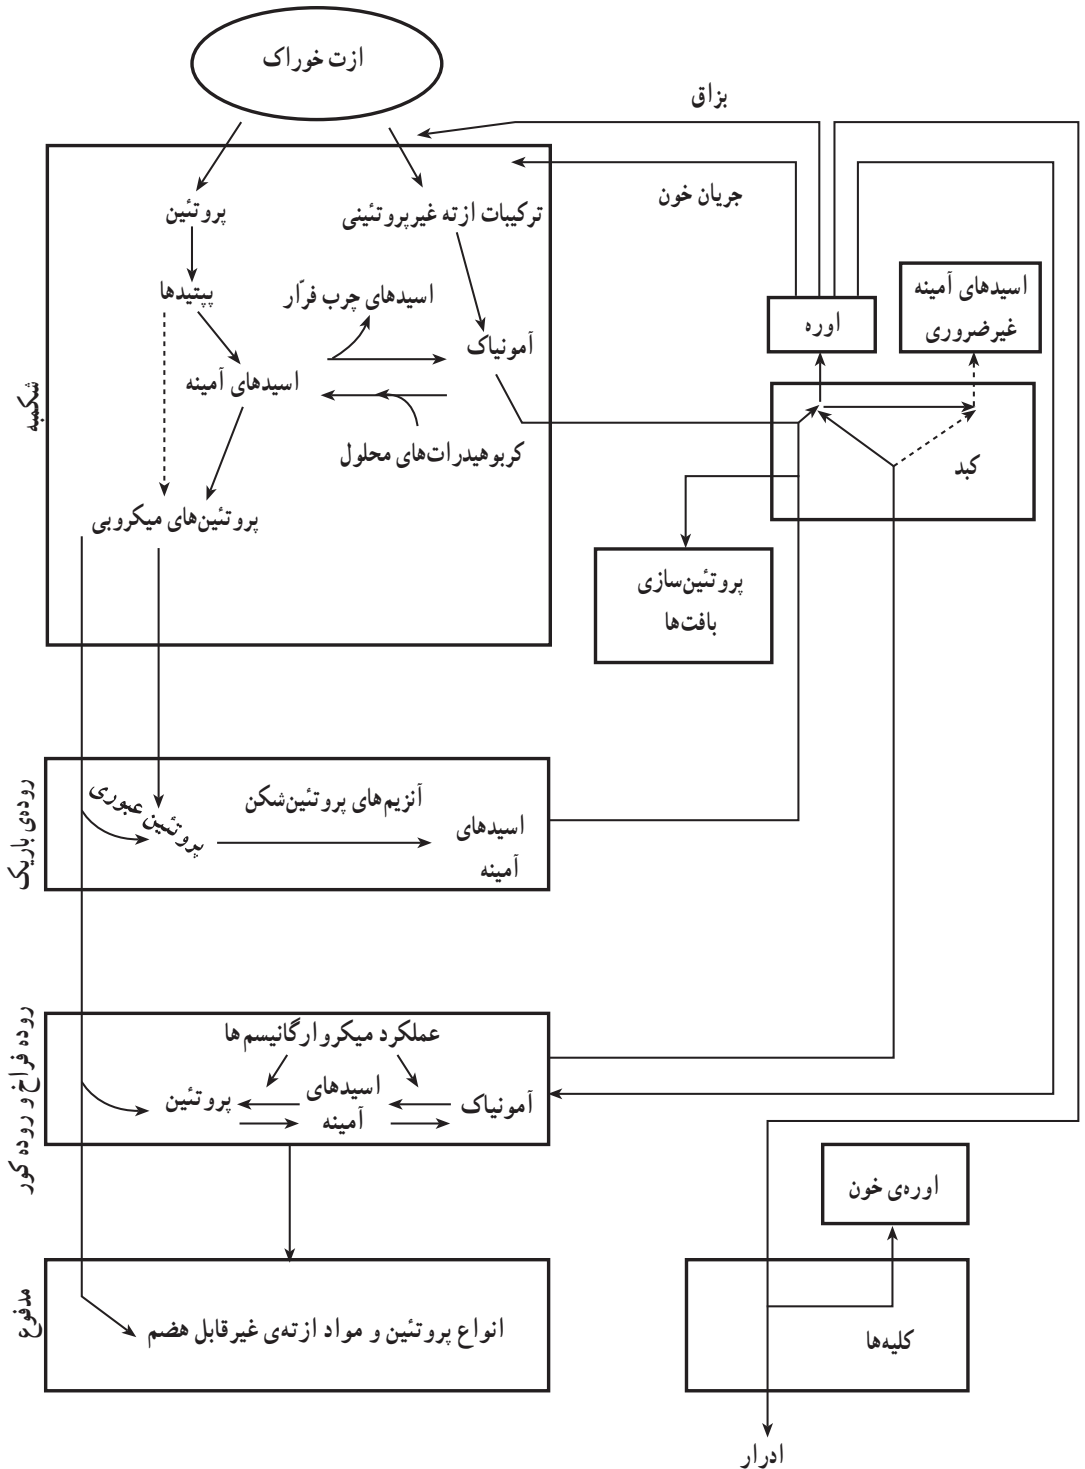 ازت خوراک
بزاق
جریان خون
پروتئین
ترکیبات ازته غیرپروتئینی
پپتیدها
اسیدهای چرب فرّار
آمونیاک
اسیدهای آمینه
کربوهیدرات‌های محلول
پروتئین‌های میکروبی
شکمبه
اوره
اسیدهای آمینه
غیرضروری
کبد
پروتئین‌سازی
بافت‌ها
روده‌ی باریک
پروتئین عبوری
آنزیم‌های پروتئین‌شکن
اسیدهای
آمینه
روده فراخ و روده کور
عملکرد میکروارگانیسم‌ها
پروتئین
اسیدهای
آمینه
آمونیاک
اوره‌ی خون
مدفوع
انواع پروتئین و مواد ازته‌ی غیرقابل هضم
کلیه‌ها
ادرار